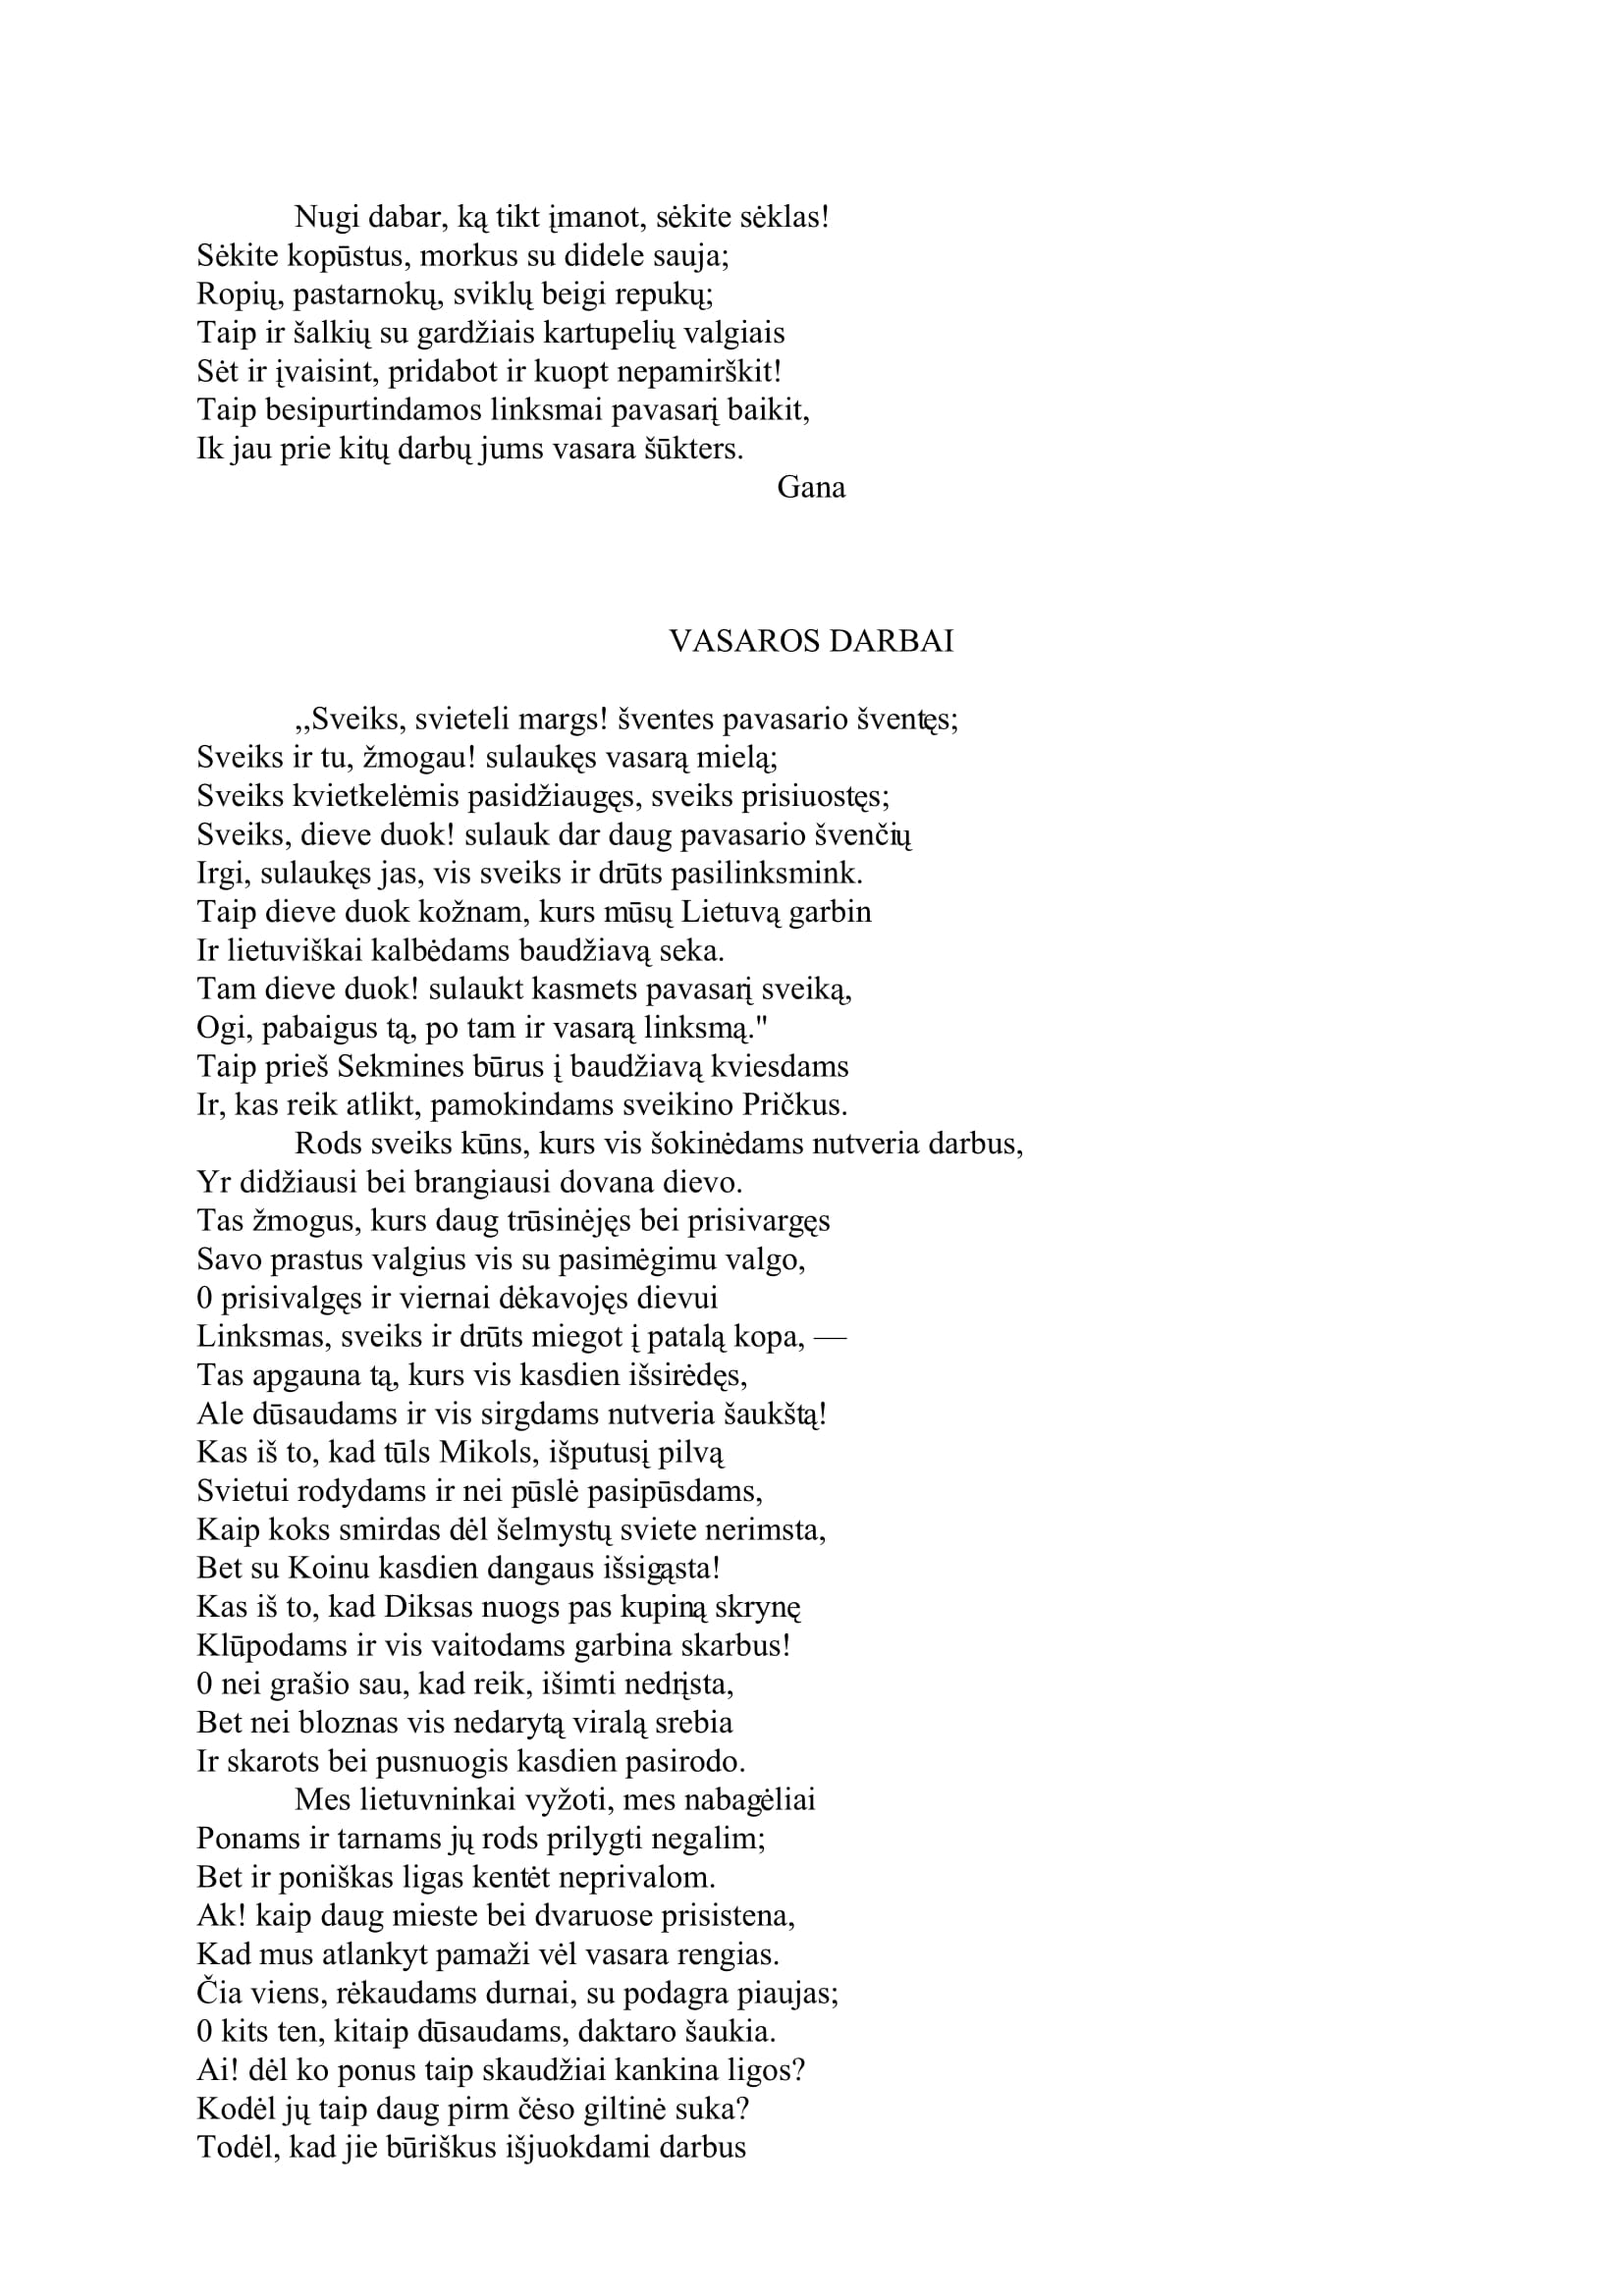 Nugi dabar, ką tikt įmanot, sėkite sėklas!
Sėkite kopūstus, morkus su didele sauja;
Ropių, pastarnokų, sviklų beigi repukų;
Taip ir šalkių su gardžiais kartupelių valgiais
Sėt ir įvaisint, pridabot ir kuopt nepamirškit!
Taip besipurtindamos linksmai pavasarį baikit,
Ik jau prie kitų darbų jums vasara šūkters.
Gana
VASAROS DARBAI
,,Sveiks, svieteli margs! šventes pavasario šventęs;
Sveiks ir tu, žmogau! sulaukęs vasarą mielą;
Sveiks kvietkelėmis pasidžiaugęs, sveiks prisiuostęs;
Sveiks, dieve duok! sulauk dar daug pavasario švenčių
Irgi, sulaukęs jas, vis sveiks ir drūts pasilinksmink.
Taip dieve duok kožnam, kurs mūsų Lietuvą garbin
Ir lietuviškai kalbėdams baudžiavą seka.
Tam dieve duok! sulaukt kasmets pavasarį sveiką,
Ogi, pabaigus tą, po tam ir vasarą linksmą."
Taip prieš Sekmines būrus į baudžiavą kviesdams
Ir, kas reik atlikt, pamokindams sveikino Pričkus.
Rods sveiks kūns, kurs vis šokinėdams nutveria darbus,
Yr didžiausi bei brangiausi dovana dievo.
Tas žmogus, kurs daug trūsinėjęs bei prisivargęs
Savo prastus valgius vis su pasimėgimu valgo,
0 prisivalgęs ir viernai dėkavojęs dievui
Linksmas, sveiks ir drūts miegot į patalą kopa, —
Tas apgauna tą, kurs vis kasdien išsirėdęs,
Ale dūsaudams ir vis sirgdams nutveria šaukštą!
Kas iš to, kad tūls Mikols, išputusį pilvą
Svietui rodydams ir nei pūslė pasipūsdams,
Kaip koks smirdas dėl šelmystų sviete nerimsta,
Bet su Koinu kasdien dangaus išsigąsta!
Kas iš to, kad Diksas nuogs pas kupiną skrynę
Klūpodams ir vis vaitodams garbina skarbus!
0 nei grašio sau, kad reik, išimti nedrįsta,
Bet nei bloznas vis nedarytą viralą srebia
Ir skarots bei pusnuogis kasdien pasirodo.
Mes lietuvninkai vyžoti, mes nabagėliai
Ponams ir tarnams jų rods prilygti negalim;
Bet ir poniškas ligas kentėt neprivalom.
Ak! kaip daug mieste bei dvaruose prisistena,
Kad mus atlankyt pamaži vėl vasara rengias.
Čia viens, rėkaudams durnai, su podagra piaujas;
0 kits ten, kitaip dūsaudams, daktaro šaukia.
Ai! dėl ko ponus taip skaudžiai kankina ligos?
Kodėl jų taip daug pirm čėso giltinė suka?
Todėl, kad jie būriškus išjuokdami darbus